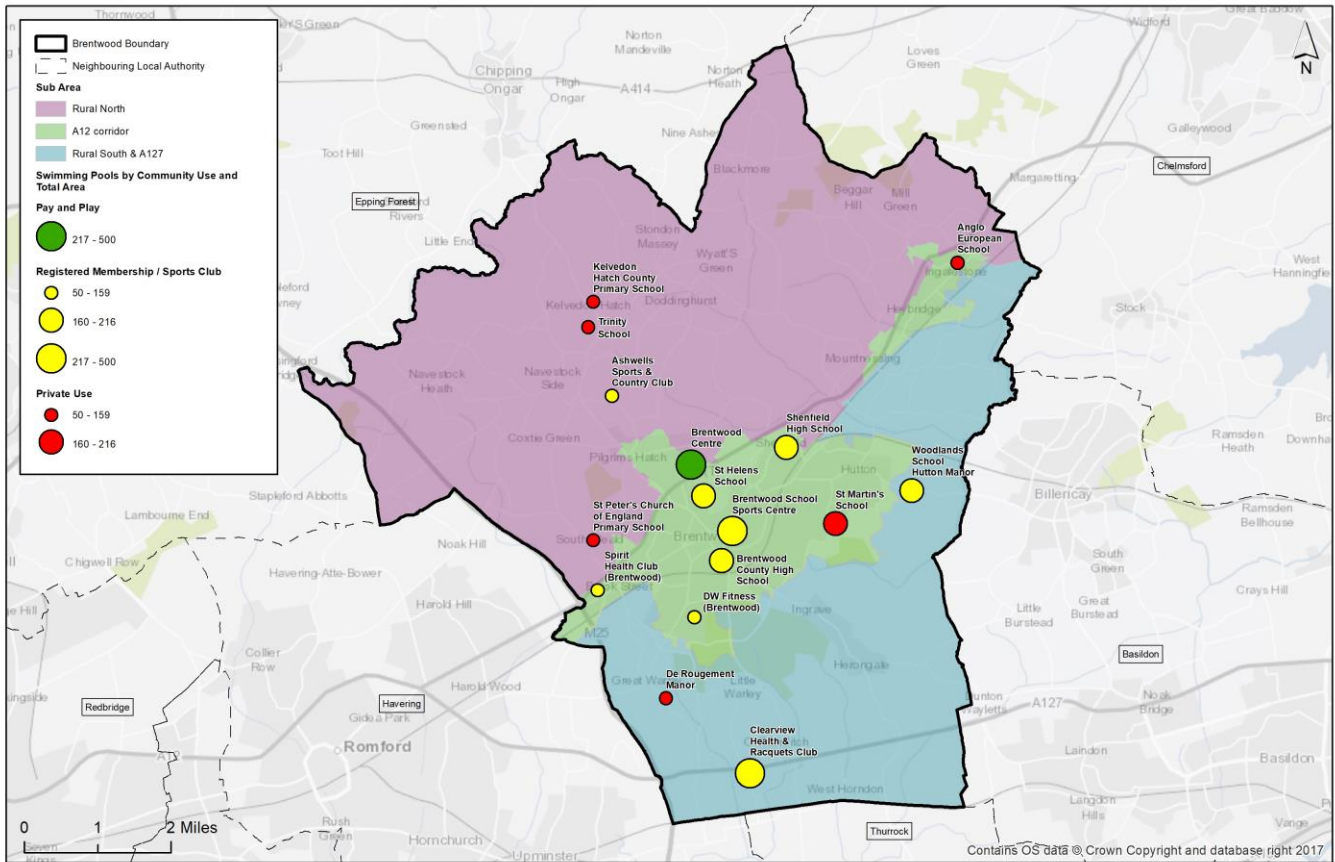 Brentwood Boundary
Neighbouring Local Authority
Sub Area
Rural North
A12 corridor
Rural South & A127
Swimming Pools by Community Use and
Total Area
Pay and Play
217 - 500
Registered Membership / Sports Club
50 - 159
160 - 216
217 - 500
Private Use
50 - 159
160 - 216
N
Thornwood
Norton
Mandeville
Loves
Green
Widford
Great Baddow
Chipping
Ongar
High
Ongar
A414
Norton
Heath
Greensted
Nine Ashes
Galleywood
Toot Hill
Blackmore
Margaretting
Chelmsford
Epping Forest
Rivers
Beggar
Hill
Mill
Green
Little End
Stondon
Massey
Wyatt'S
Green
Anglo
European
School
Ingatestone
West
Hanningfield
Kelvedon
Hatch County
Primary School
Kelvedon Hatch
Doddinghurst
Trinity
School
Heybridge
Stock
Mountnessing
Navestock
Heath
Navestock
Side
Ashwells
Sports &
Country Club
Coxtie Green
Pilgrims Hatch
Brentwood
Centre
Shenfield
High School
Hutton
Woodlands
School
Hutton Manor
Ramsden
Heath
St Helens
School
Brentwood School
Sports Centre
St Martin's
School
Billericay
Stapleford Abbotts
Lambourne End
St Peter's Church
of England
Primary School
Ramsden
Bellhouse
Noak Hill
Chigwell Row
Havering-Atte-Bower
Spirit
Health Club
(Brentwood)
Brentwood
County High
School
South
Green
Crays Hill
Harold Hill
DW Fitness
(Brentwood)
Ingrave
Little
Burstead
Great
Burstead
M25
Collier
Row
Herongate
Basildon
Harold Wood
De Rougement
Manor
Little
Warley
Redbridge
Havering
Gidea Park
A127
Noak
Bridge
Romford
Clearview
Health &
Racquets Club
Laindon
Basildon
West Horndon
Langdon
Hills
0 1 2 Miles
Rush
Green
Hornchurch
Upminster
Thurrock
Vange
Contains OS data © Crown Copyright and database right 2017